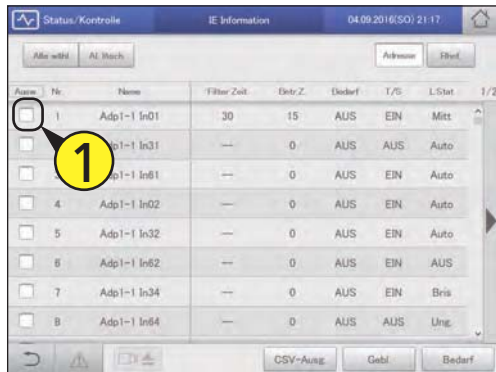 Status/Kontrolle IE Information 04.09.2016(SO) 21:17
Alle wähl. Al. lösch. Adresse
Ausw. Nr. Name Filter Zeit Betr.Z. Bedarf T/S L.Stat. 1/2
1 Adp1-1 In01 30 15 AUS EIN Mitt
1 p1-1 In31 --- 0 AUS AUS Auto
p1-1 In61 --- 0 AUS EIN Auto
4 Adp1-1 In02 --- 0 AUS EIN Auto
5 Adp1-1 In32 --- 0 AUS EIN Auto
6 Adp1-1 In62 --- 0 AUS EIN AUS
7 Adp1-1 In34 --- 0 AUS EIN Bris
8 Adp1-1 In64 --- 0 AUS AUS Ung.
CSV-Ausg. Gebl. Bedarf